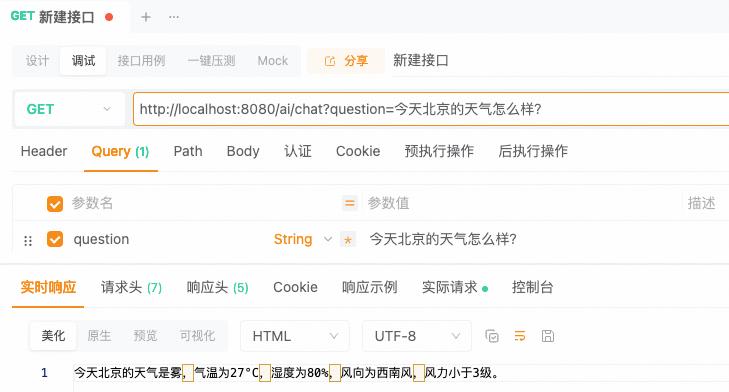 GET 新建接口
设计 调试 接口用例 一键压测 Mock 分享 新建接口
GET http://localhost:8080/ai/chat?question=今天北京的天气怎么样?
Header Query (1) Path Body 认证 Cookie 预执行操作 后执行操作
参数名 = 参数值 描述
question String * 今天北京的天气怎么样?
实时响应 请求头 (7) 响应头 (5) Cookie 响应示例 实际请求 控制台
美化 原生 预览 可视化 HTML UTF-8
1 今天北京的天气是雾，气温为27°C，湿度为80%，风向为西南风，风力小于3级。